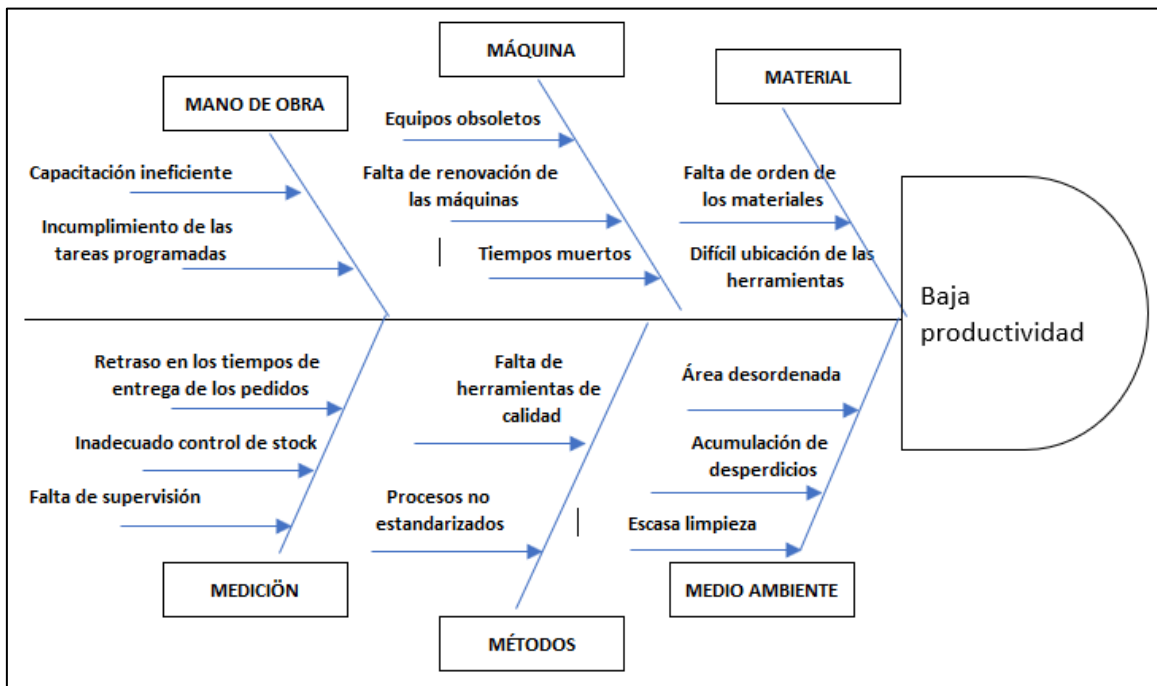 MÁQUINA
MATERIAL
MANO DE OBRA
Equipos obsoletos
Capacitación ineficiente
Falta de renovación de
las máquinas
Falta de orden de
los materiales
Incumplimiento de las
tareas programadas
Tiempos muertos
Difícil ubicación de las
herramientas
Baja
productividad
Retraso en los tiempos de
entrega de los pedidos
Falta de
herramientas de
calidad
Área desordenada
Inadecuado control de stock
Acumulación de
desperdicios
Falta de supervisión
Procesos no
estandarizados
Escasa limpieza
MEDICIÖN
MEDIO AMBIENTE
MÉTODOS